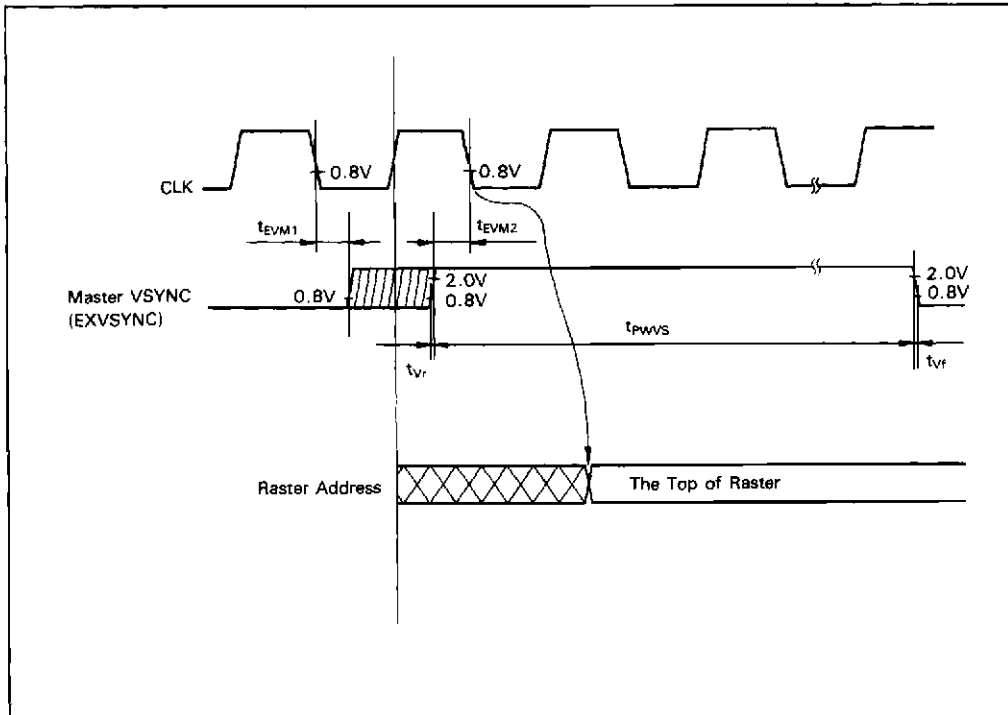 CLK
0.8V
0.8V
tEVM1
tEVM2
Master VSYNC
(EXVSYNC)
0.8V
2.0V
0.8V
2.0V
0.8V
tPWVS
tVr
tVf
Raster Address
The Top of Raster